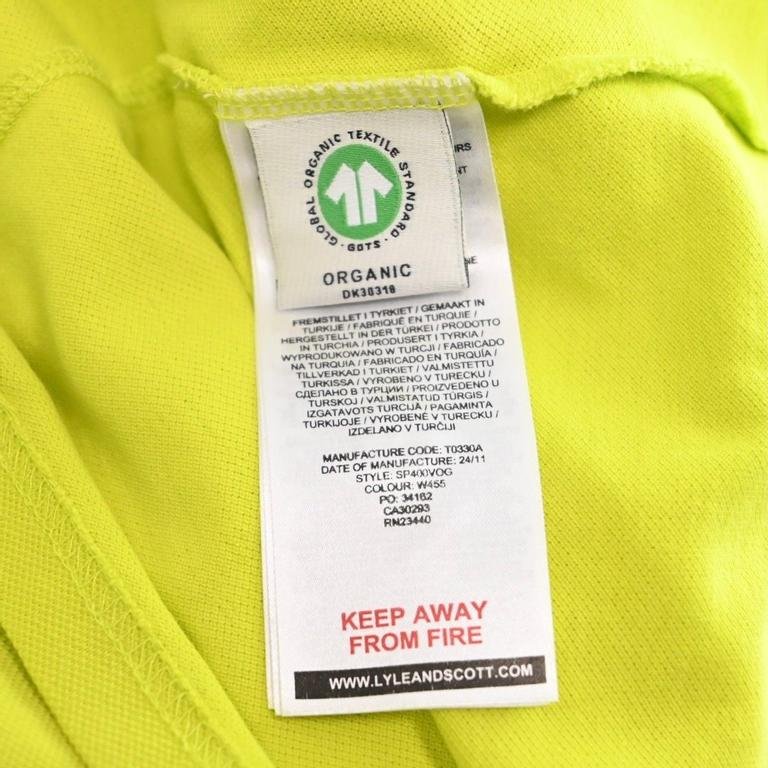 GLOBAL ORGANIC TEXTILE STANDARD
· GOTS ·
ORGANIC
DK30318
FREMSTILLET I TYRKIET / GEMAAKT IN
TURKIJE / FABRIQUÉ EN TURQUIE /
HERGESTELLT IN DER TÜRKEI / PRODOTTO
IN TURCHIA / PRODUSERT I TYRKIA /
WYPRODUKOWANO W TURCJI / FABRICADO
NA TURQUIA / FABRICADO EN TURQUÍA /
TILLVERKAD I TURKIET / VALMISTETTU
TURKISSA / VYROBENO V TURECKU /
СДЕЛАНО В ТУРЦИИ / PROIZVEDENO U
TURSKOJ / VALMISTATUD TÜRGIS /
IZGATAVOTS TURCIJĀ / PAGAMINTA
TURKIJOJE / VYROBENÉ V TURECKU /
IZDELANO V TURČIJI
MANUFACTURE CODE: T0330A
DATE OF MANUFACTURE: 24/11
STYLE: SP400VOG
COLOUR: W455
PO: 34162
CA30293
RN23440
KEEP AWAY
FROM FIRE
WWW.LYLEANDSCOTT.COM